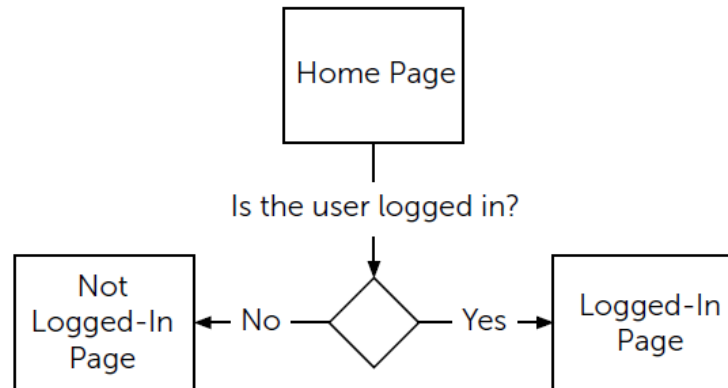 Home Page
Is the user logged in?
Not
Logged-In
Page
No
Yes
Logged-In
Page